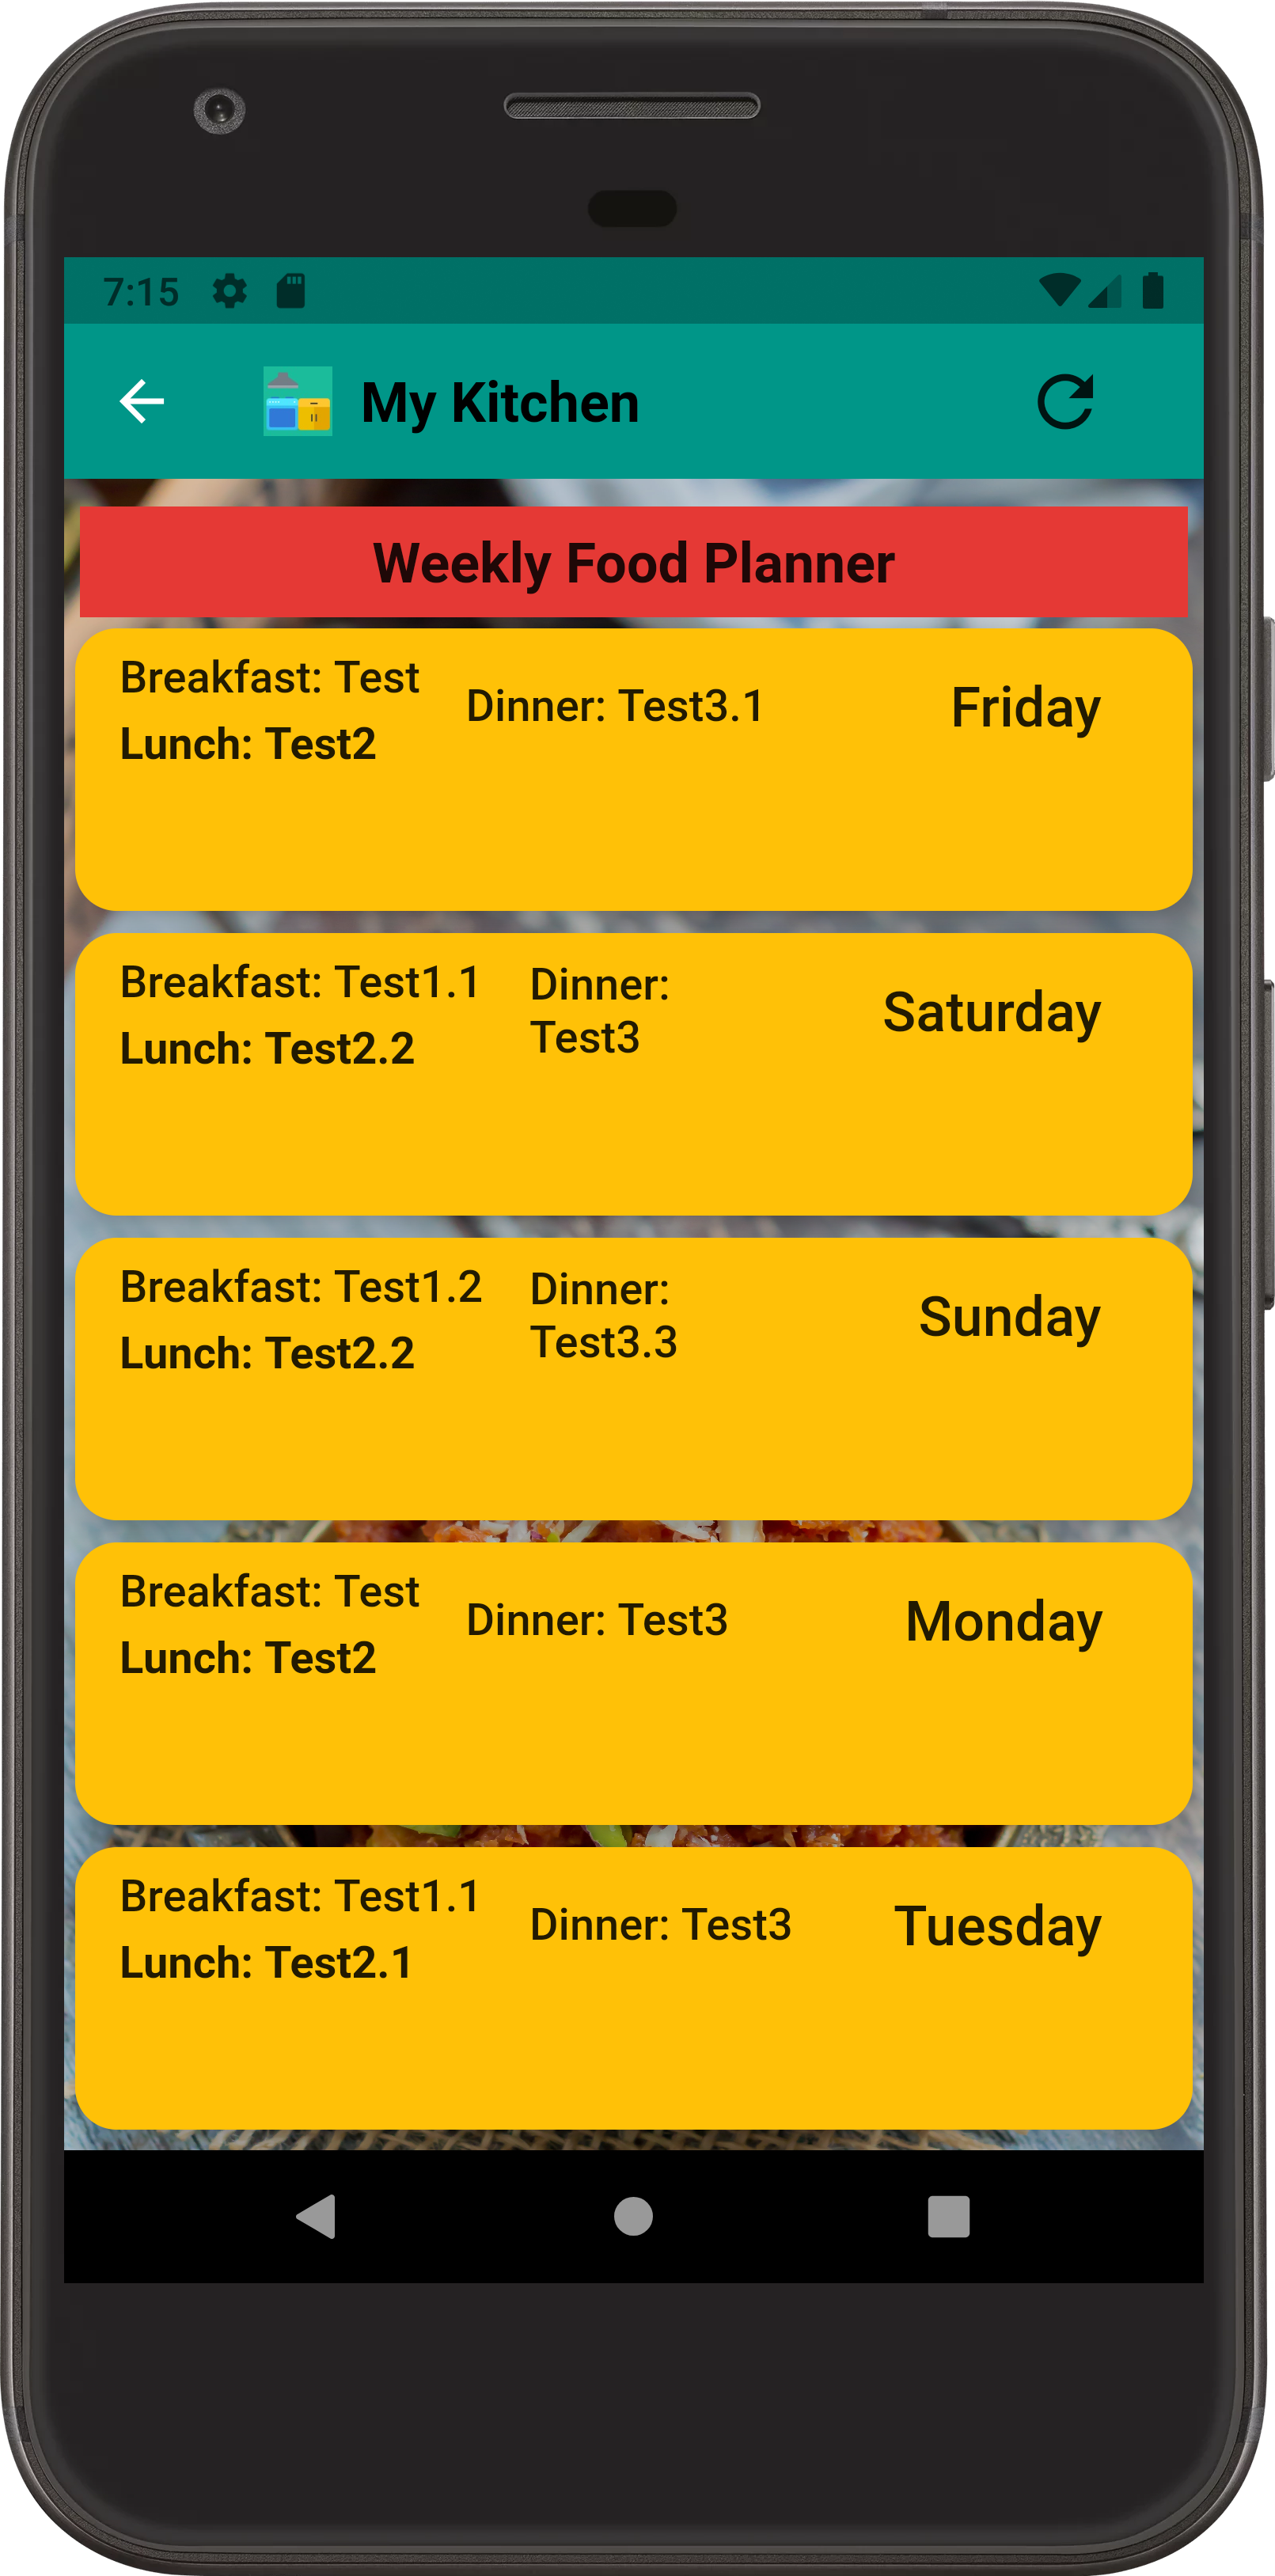 7:15
My Kitchen
Weekly Food Planner
Breakfast: Test
Lunch: Test2
Dinner: Test3.1
Friday
Breakfast: Test1.1
Lunch: Test2.2
Dinner:
Test3
Saturday
Breakfast: Test1.2
Lunch: Test2.2
Dinner:
Test3.3
Sunday
Breakfast: Test
Lunch: Test2
Dinner: Test3
Monday
Breakfast: Test1.1
Lunch: Test2.1
Dinner: Test3
Tuesday